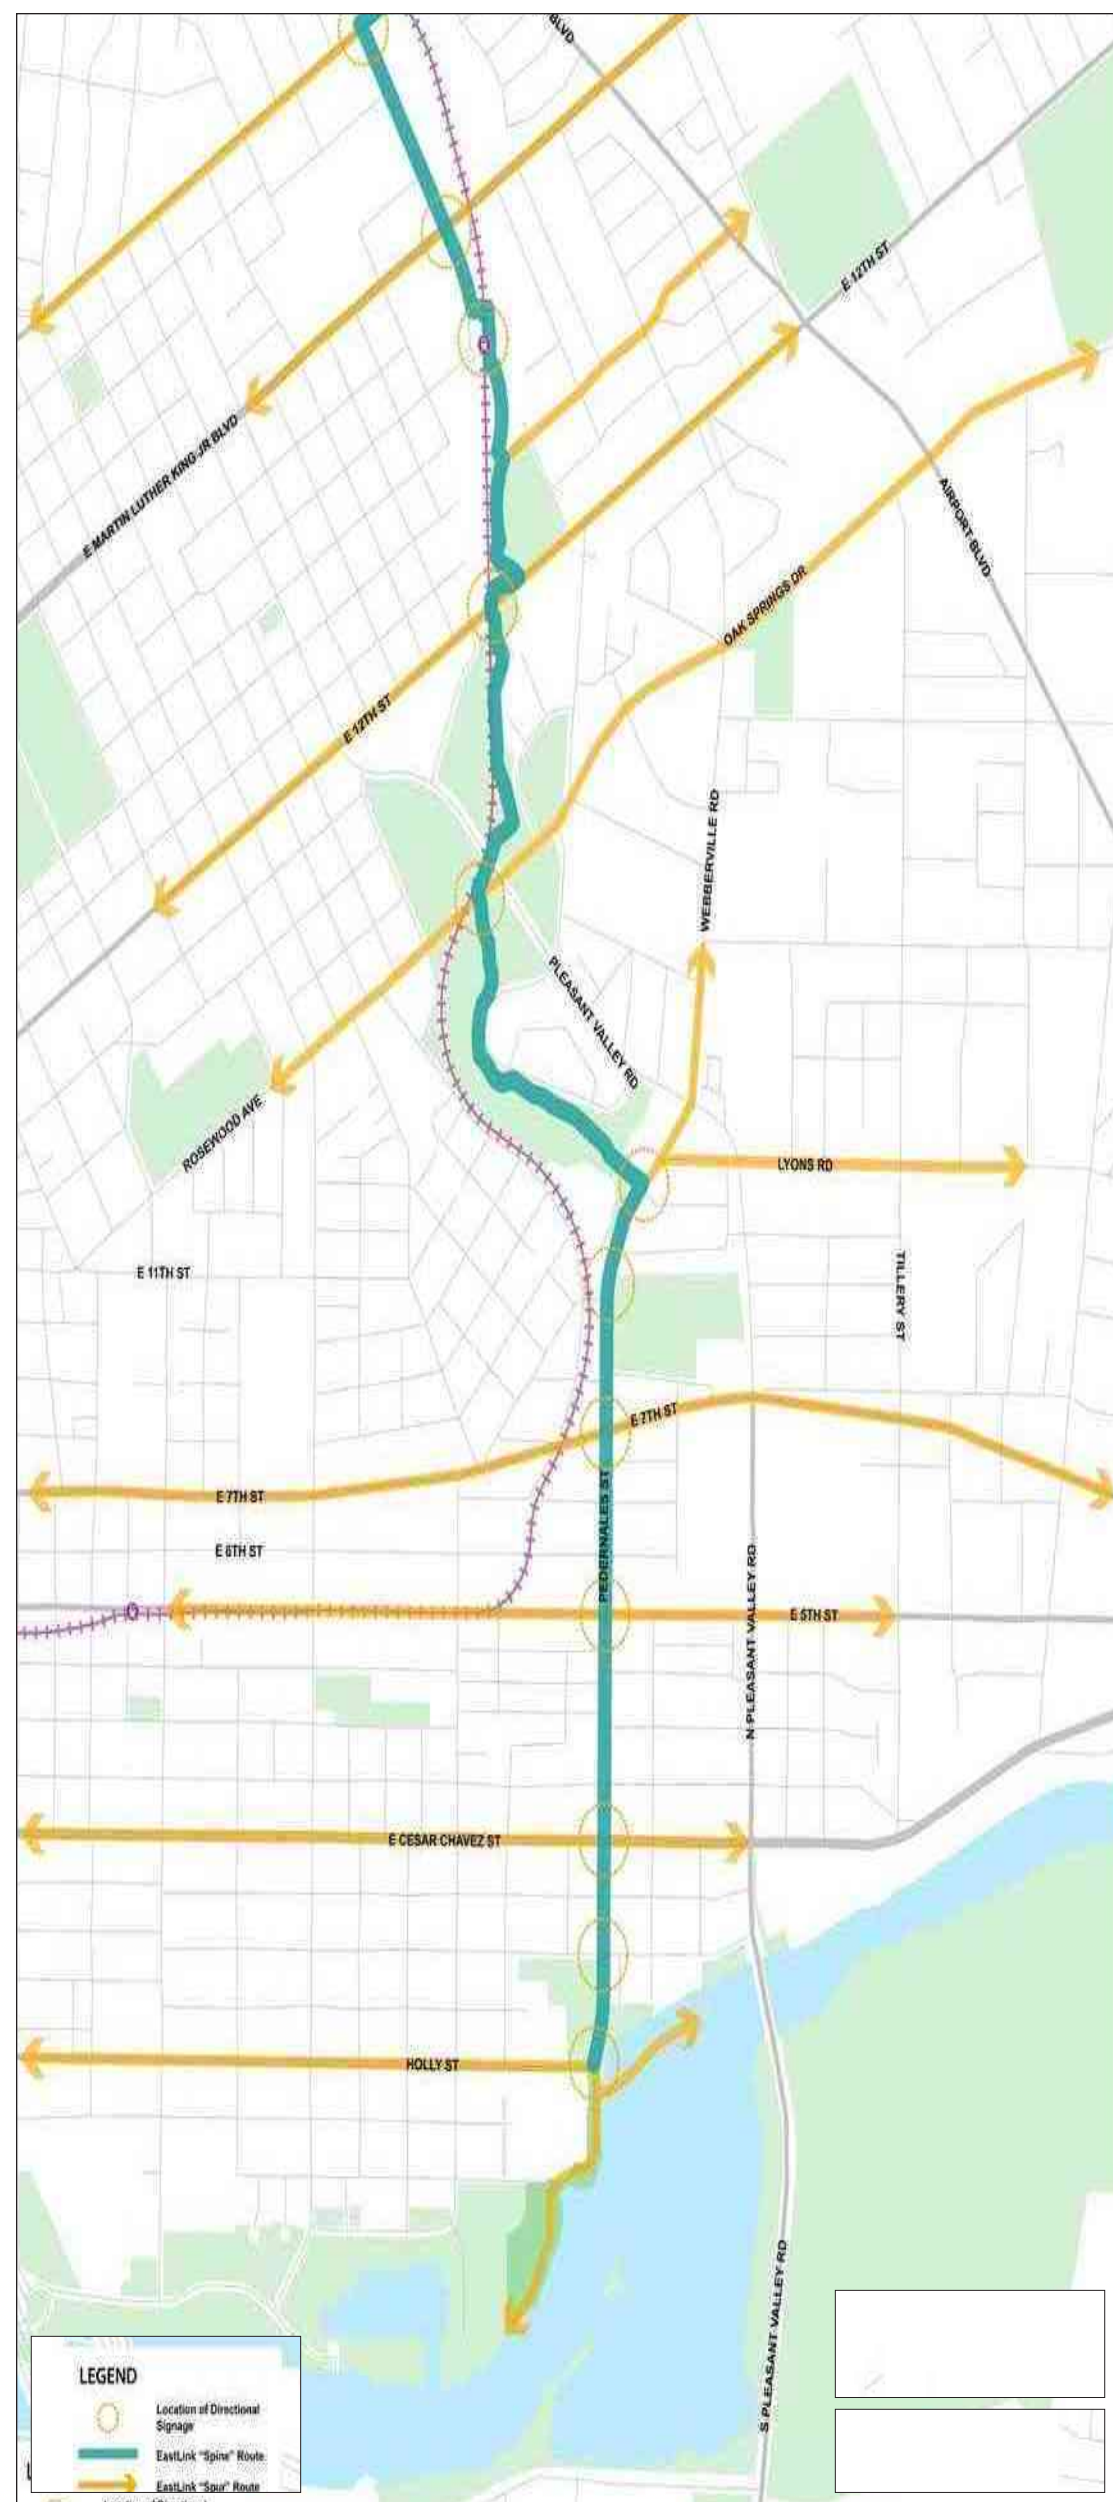 BLVD
E 12TH ST
E MARTIN LUTHER KING JR BLVD
AIRPORT BLVD
OAK SPRINGS DR
E 12TH ST
WEBBERVILLE RD
PLEASANT VALLEY RD
ROSEWOOD AVE
LYONS RD
E 11TH ST
TILLERY ST
E 7TH ST
E 7TH ST
PEDERNALES ST
E 6TH ST
N PLEASANT VALLEY RD
E 5TH ST
E CESAR CHAVEZ ST
HOLLY ST
S PLEASANT VALLEY RD
LEGEND
Location of Directional
Signage
EastLink "Spine" Route
EastLink "Spur" Route